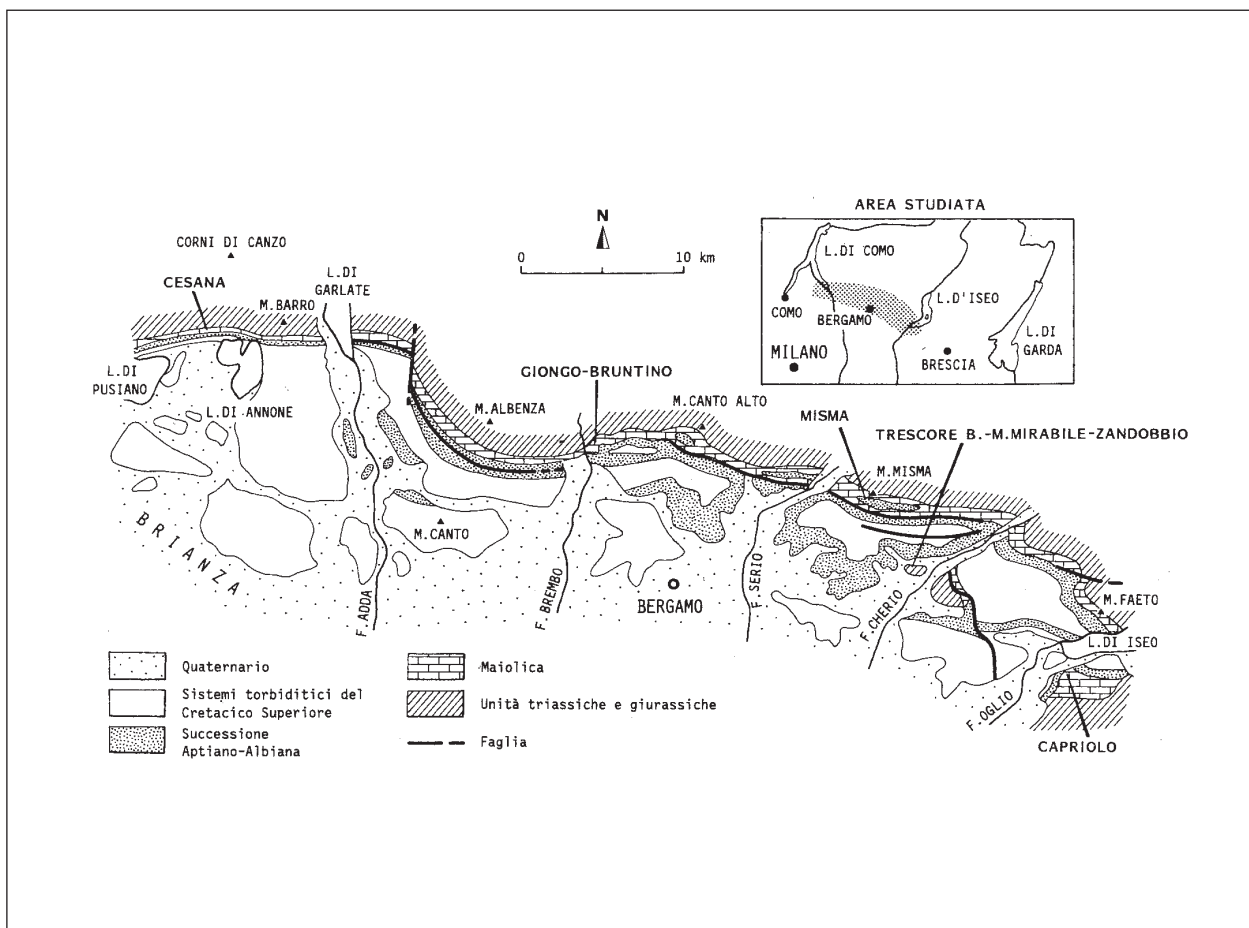 AREA STUDIATA
L.DI COMO
COMO
BERGAMO
L.D'ISEO
MILANO
BRESCIA
L.DI
GARDA
N
0 10 km
CORNI DI CANZO
CESANA
M.BARRO
L.DI
GARLATE
L.DI
PUSIANO
L.DI ANNONE
M.ALBENZA
GIONGO-BRUNTINO
M.CANTO ALTO
MISMA
TRESCORE B.-M.MIRABILE-ZANDOBBIO
M.MISMA
BRIANZA
M.CANTO
F.ADDA
F.BREMBO
BERGAMO
F.SERIO
F.CHERIO
M.FAETO
L.DI ISEO
F.OGLIO
CAPRIOLO
Quaternario
Sistemi torbiditici del
Cretacico Superiore
Successione
Aptiano-Albiana
Maiolica
Unità triassiche e giurassiche
Faglia